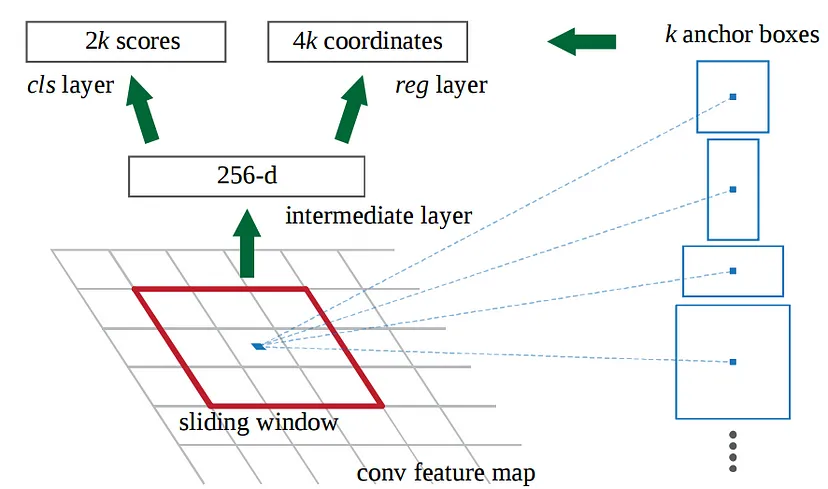 2k scores
4k coordinates
k anchor boxes
cls layer
reg layer
256-d
intermediate layer
sliding window
conv feature map